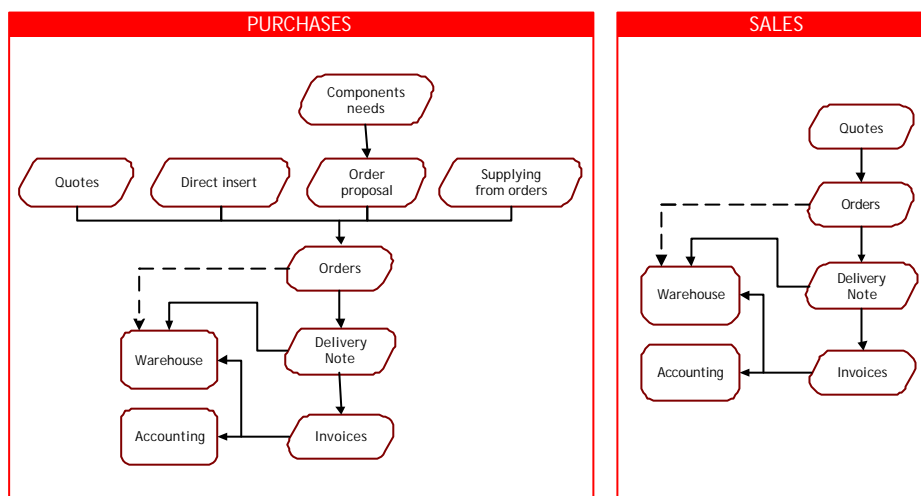 PURCHASES
Components
needs
Quotes
Direct insert
Order
proposal
Supplying
from orders
Orders
Warehouse
Delivery
Note
Accounting
Invoices
SALES
Quotes
Orders
Warehouse
Delivery
Note
Accounting
Invoices